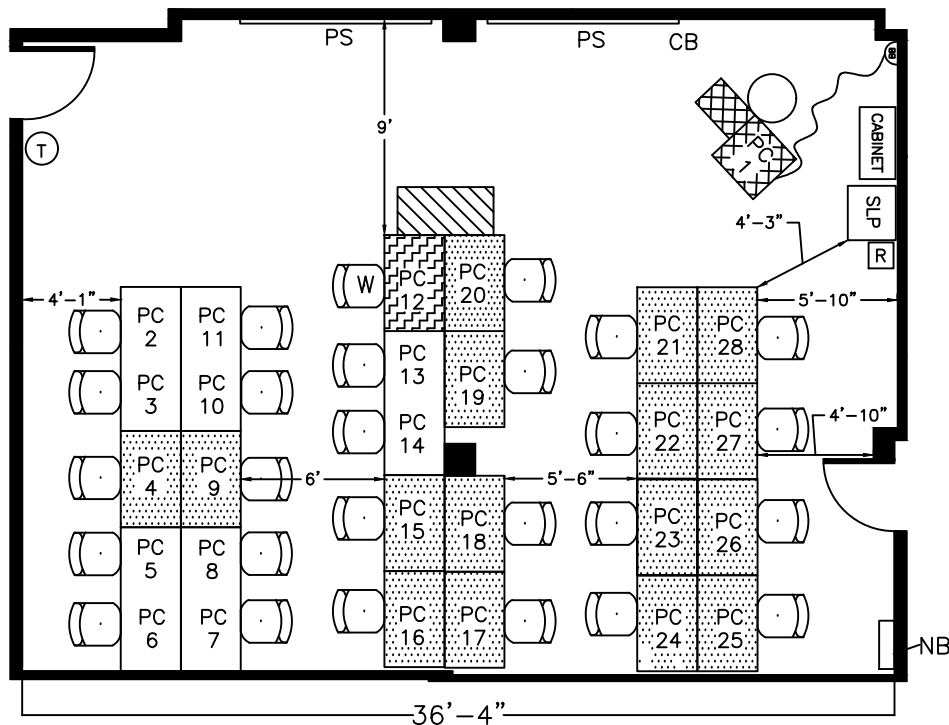 PS
PS
CB
BB
T
9'
PC
1
CABINET
SLP
4'-3"
R
W
PC
12
PC
20
4'-1"
5'-10"
PC
2
PC
11
PC
21
PC
28
PC
13
PC
19
PC
3
PC
10
PC
14
PC
22
PC
27
4'-10"
PC
4
PC
9
6'
5'-6"
PC
15
PC
18
PC
23
PC
26
PC
5
PC
8
PC
6
PC
7
PC
16
PC
17
PC
24
PC
25
NB
36'-4"